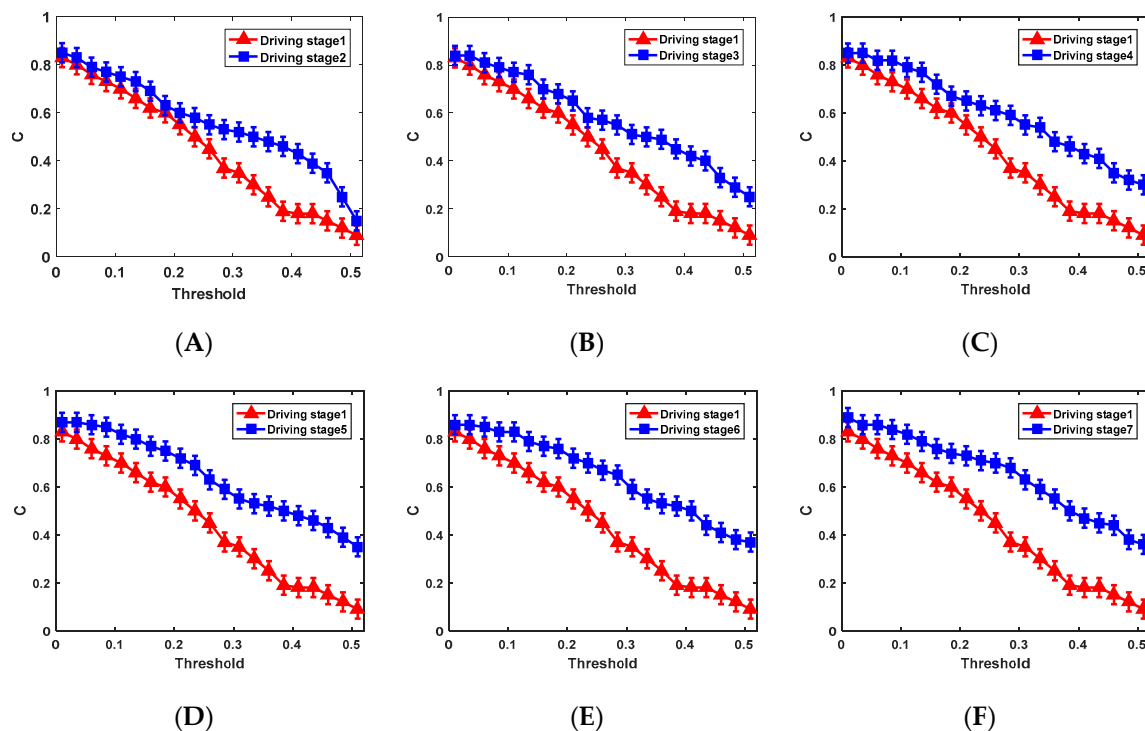 1
0.8
0.6
0.4
0.2
0
C
0 0.1 0.2 0.3 0.4 0.5
Threshold
Driving stage1
Driving stage2
(A)
1
0.8
0.6
0.4
0.2
0
C
0 0.1 0.2 0.3 0.4 0.5
Threshold
Driving stage1
Driving stage3
(B)
1
0.8
0.6
0.4
0.2
0
C
0 0.1 0.2 0.3 0.4 0.5
Threshold
Driving stage1
Driving stage4
(C)
1
0.8
0.6
0.4
0.2
0
C
0 0.1 0.2 0.3 0.4 0.5
Threshold
Driving stage1
Driving stage5
(D)
1
0.8
0.6
0.4
0.2
0
C
0 0.1 0.2 0.3 0.4 0.5
Threshold
Driving stage1
Driving stage6
(E)
1
0.8
0.6
0.4
0.2
0
C
0 0.1 0.2 0.3 0.4 0.5
Threshold
Driving stage1
Driving stage7
(F)